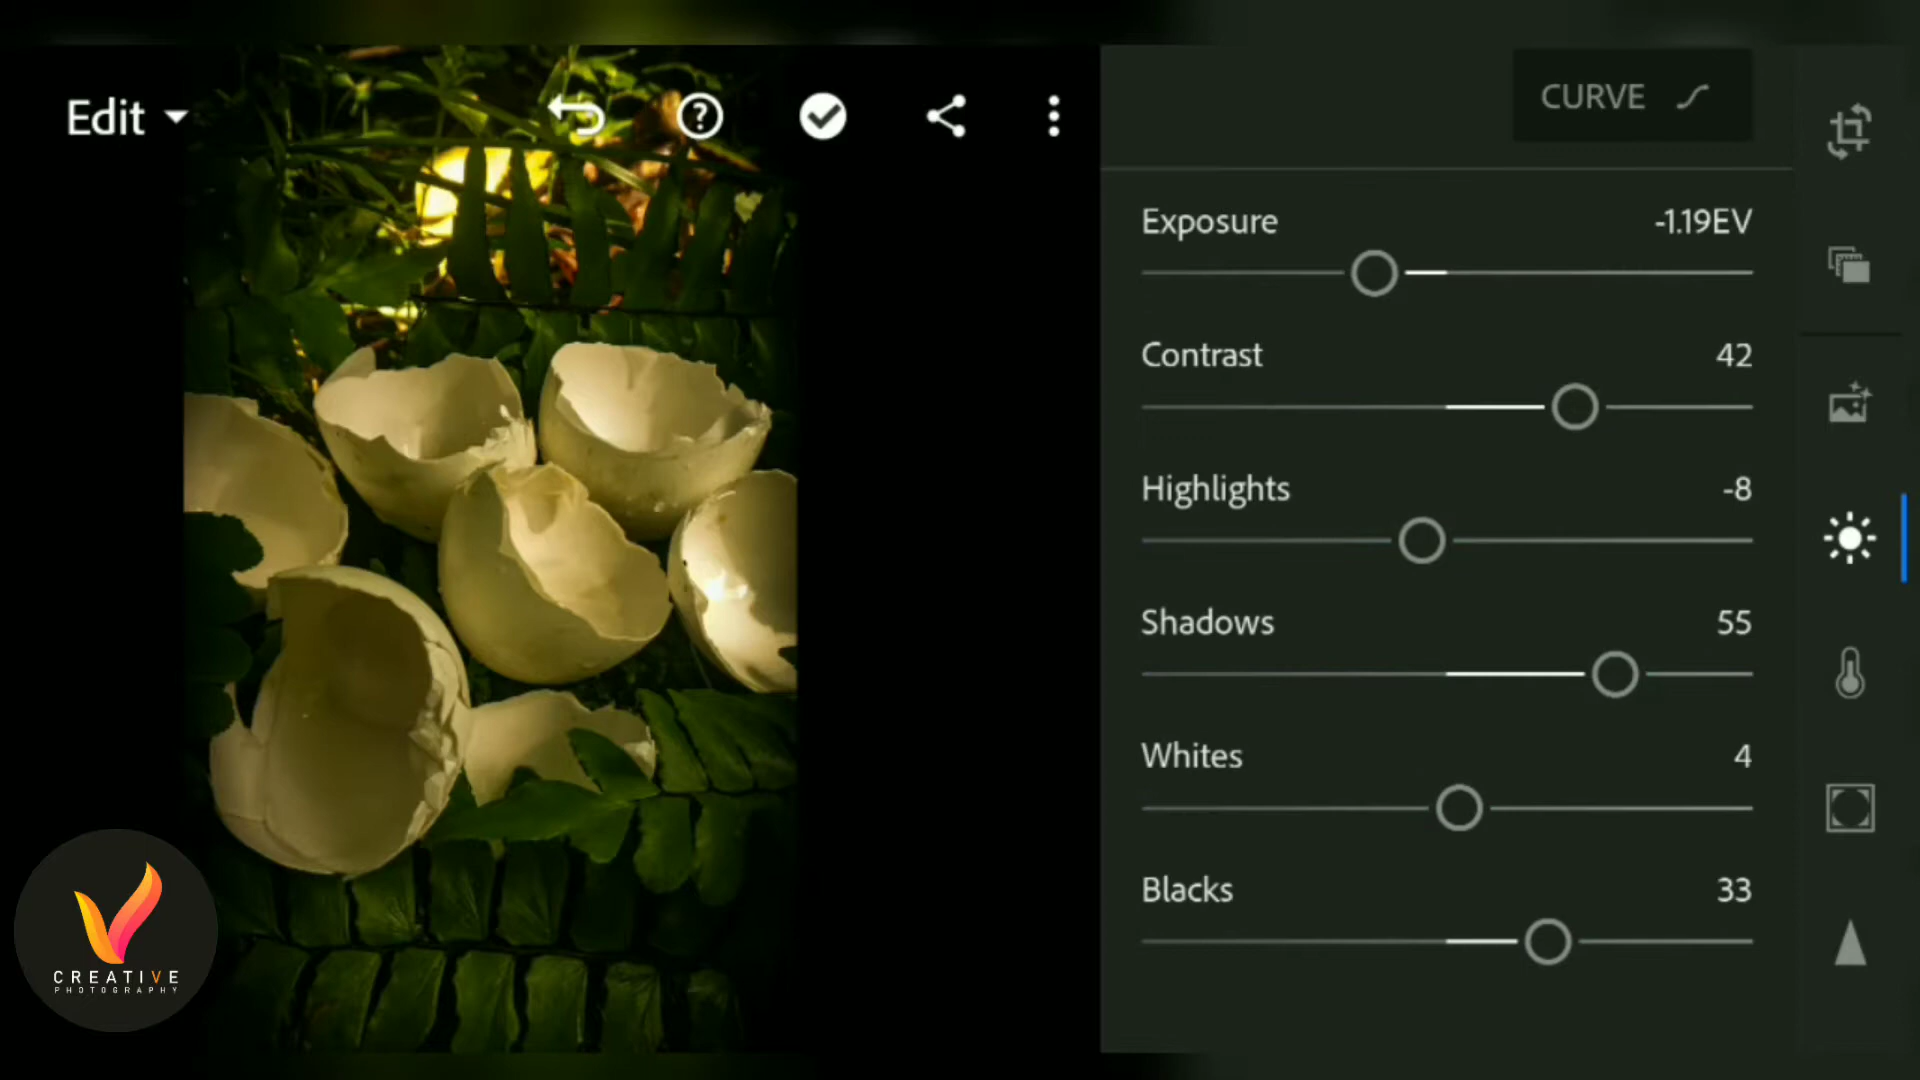 Edit
CURVE
Exposure -1.19EV
Contrast 42
Highlights -8
Shadows 55
Whites 4
Blacks 33
CREATIVE
PHOTOGRAPHY